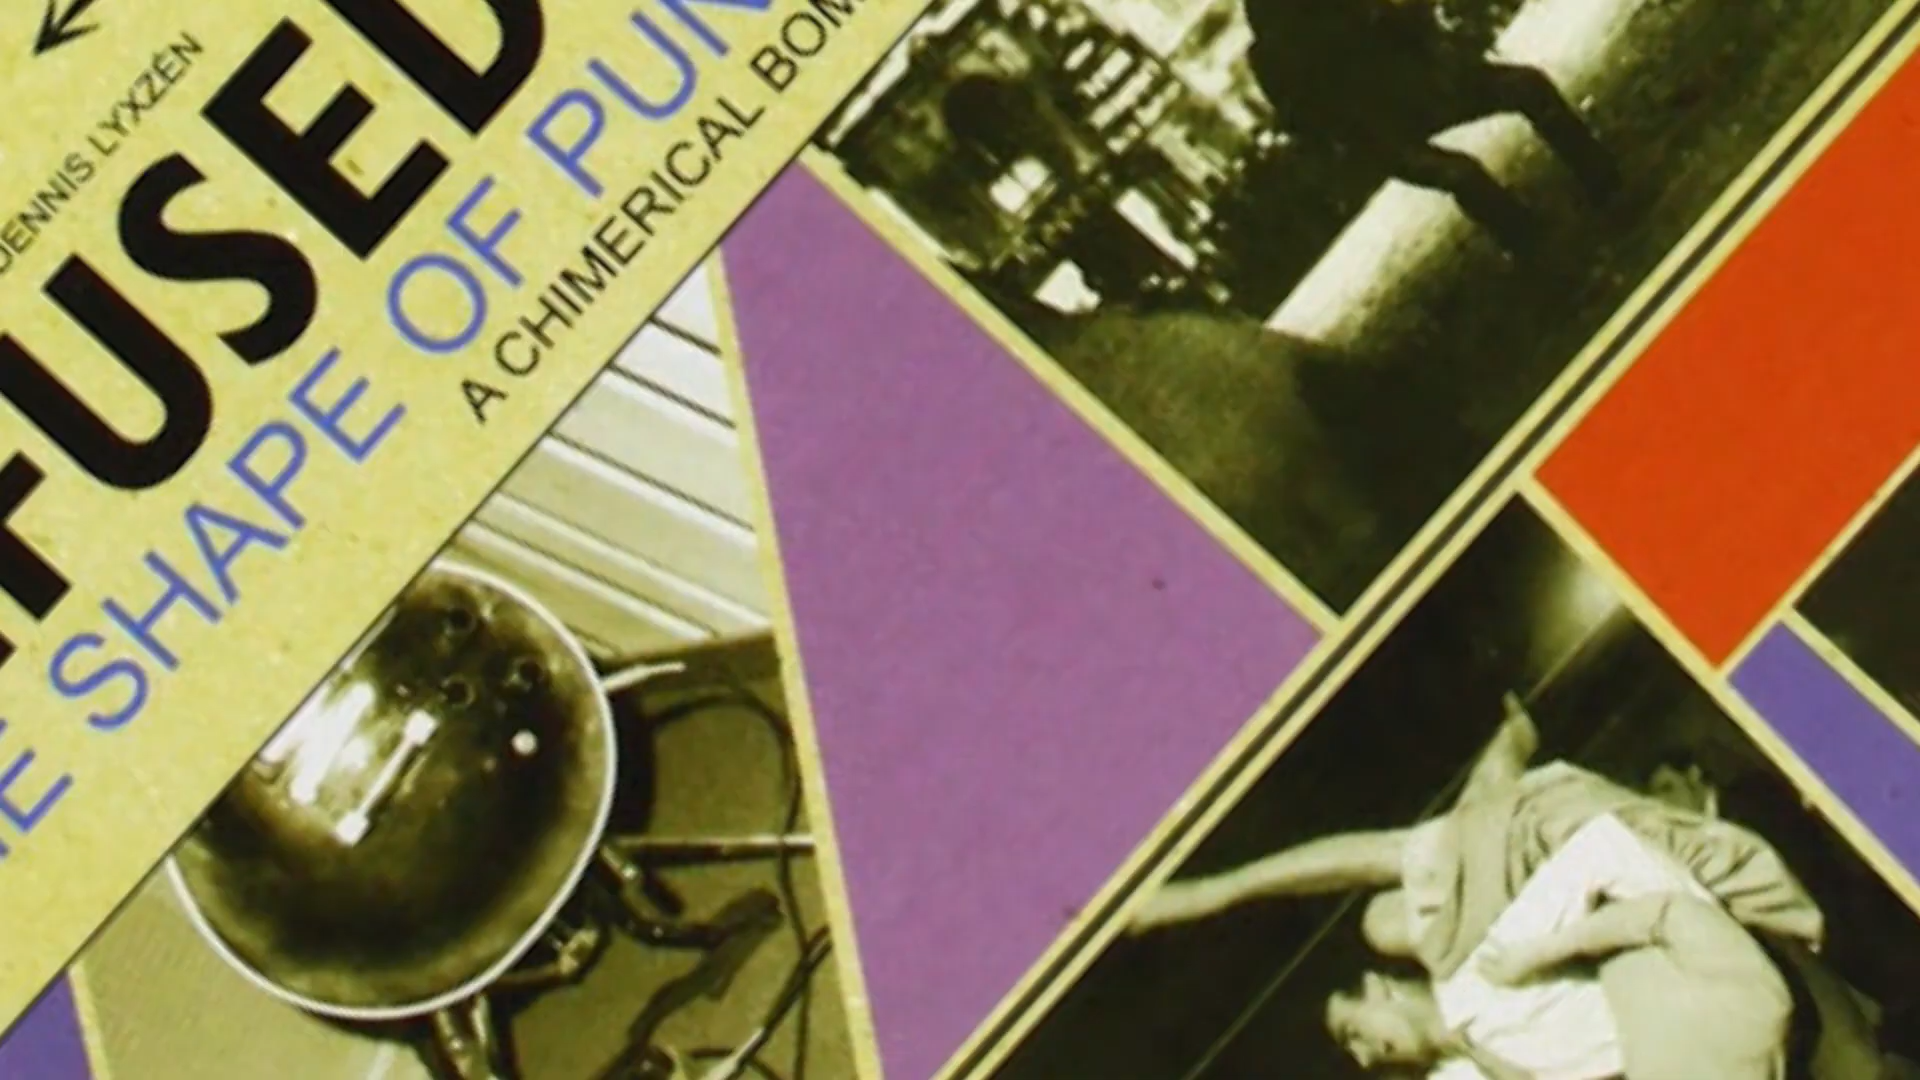 DENNIS LYXZÉN
FUSED
SHAPE OF PUN
A CHIMERICAL BOM